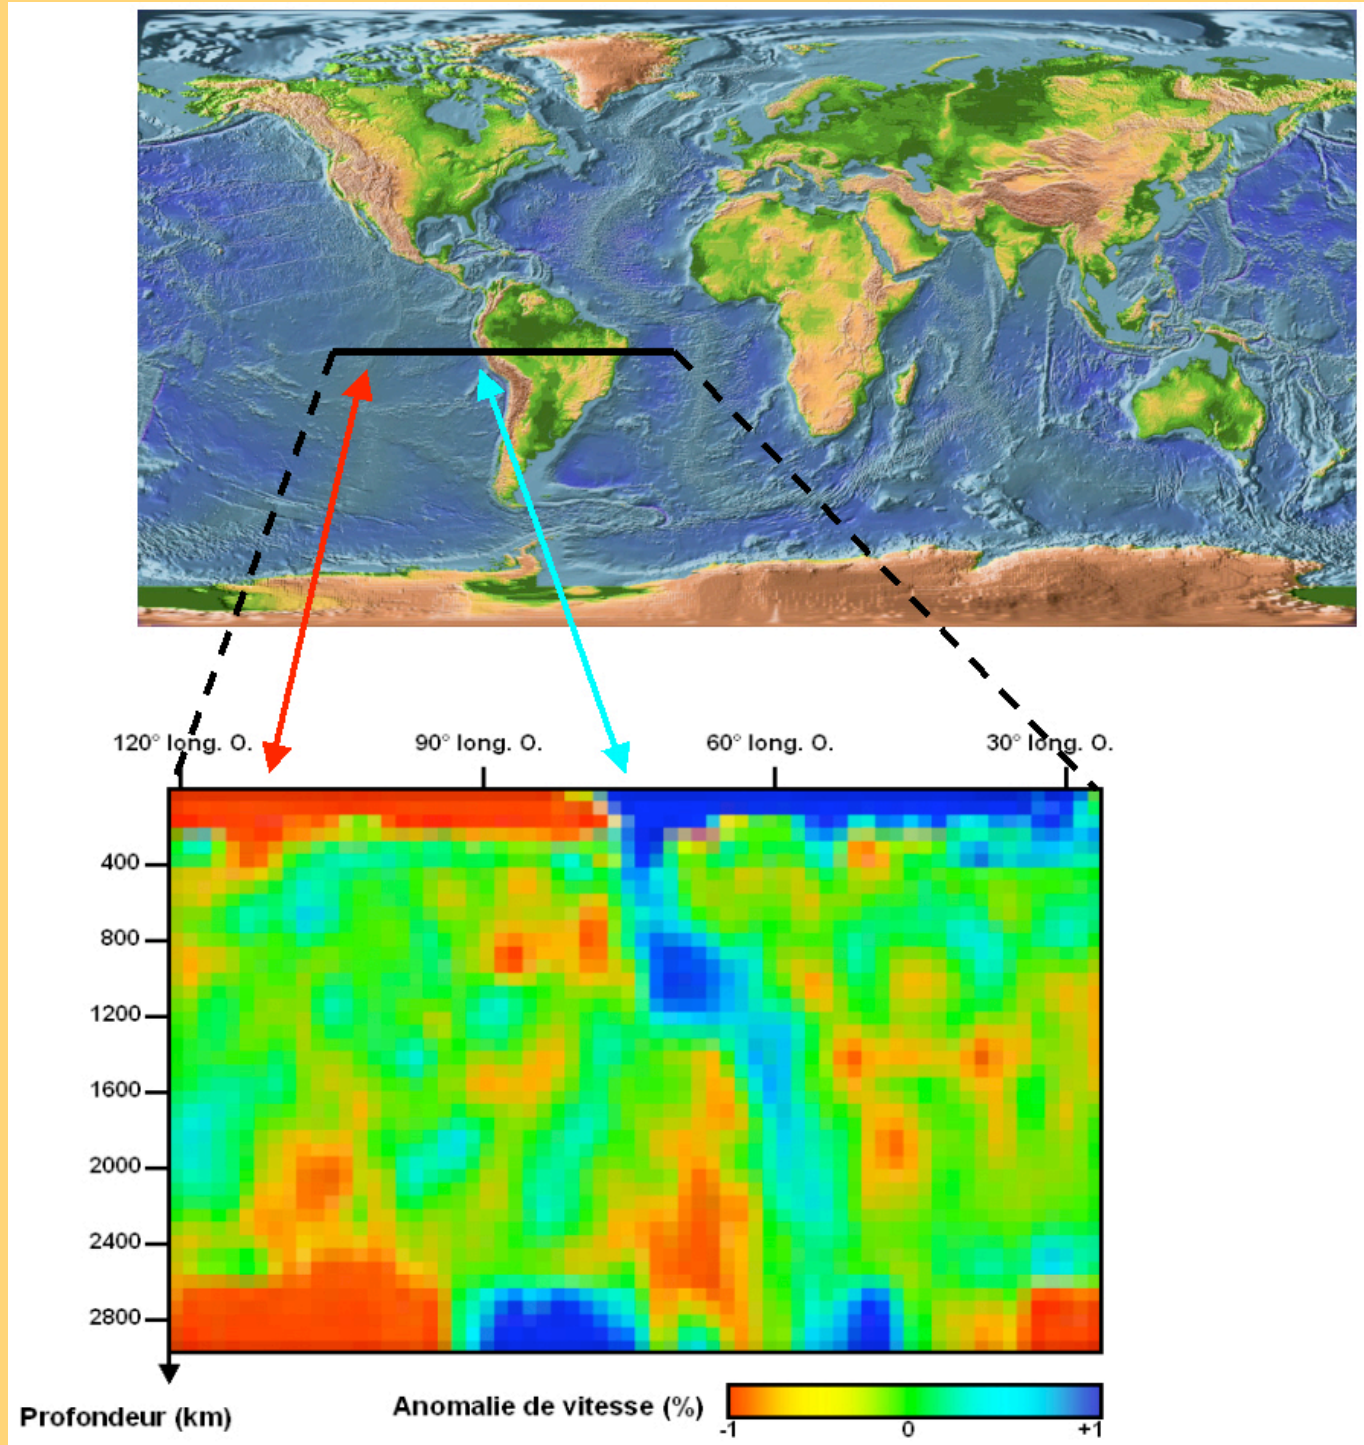 120° long. O. 90° long. O. 60° long. O. 30° long. O.
400
800
1200
1600
2000
2400
2800
Profondeur (km)
Anomalie de vitesse (%)
-1 0 +1